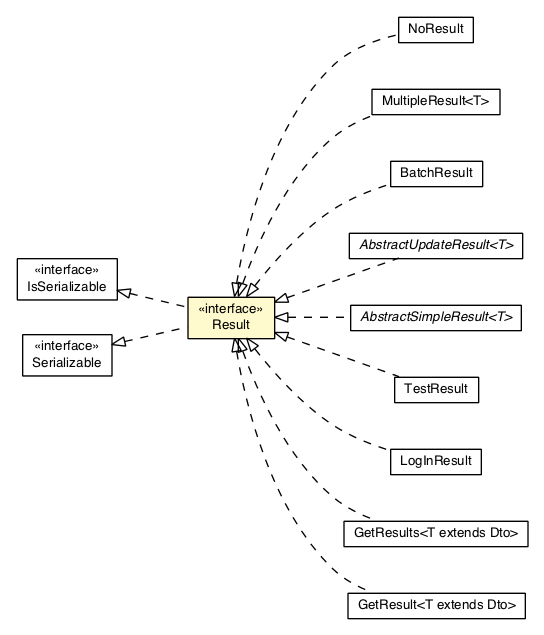 NoResult
MultipleResult<T>
BatchResult
AbstractUpdateResult<T>
«interface»
IsSerializable
«interface»
Result
AbstractSimpleResult<T>
«interface»
Serializable
TestResult
LogInResult
GetResults<T extends Dto>
GetResult<T extends Dto>